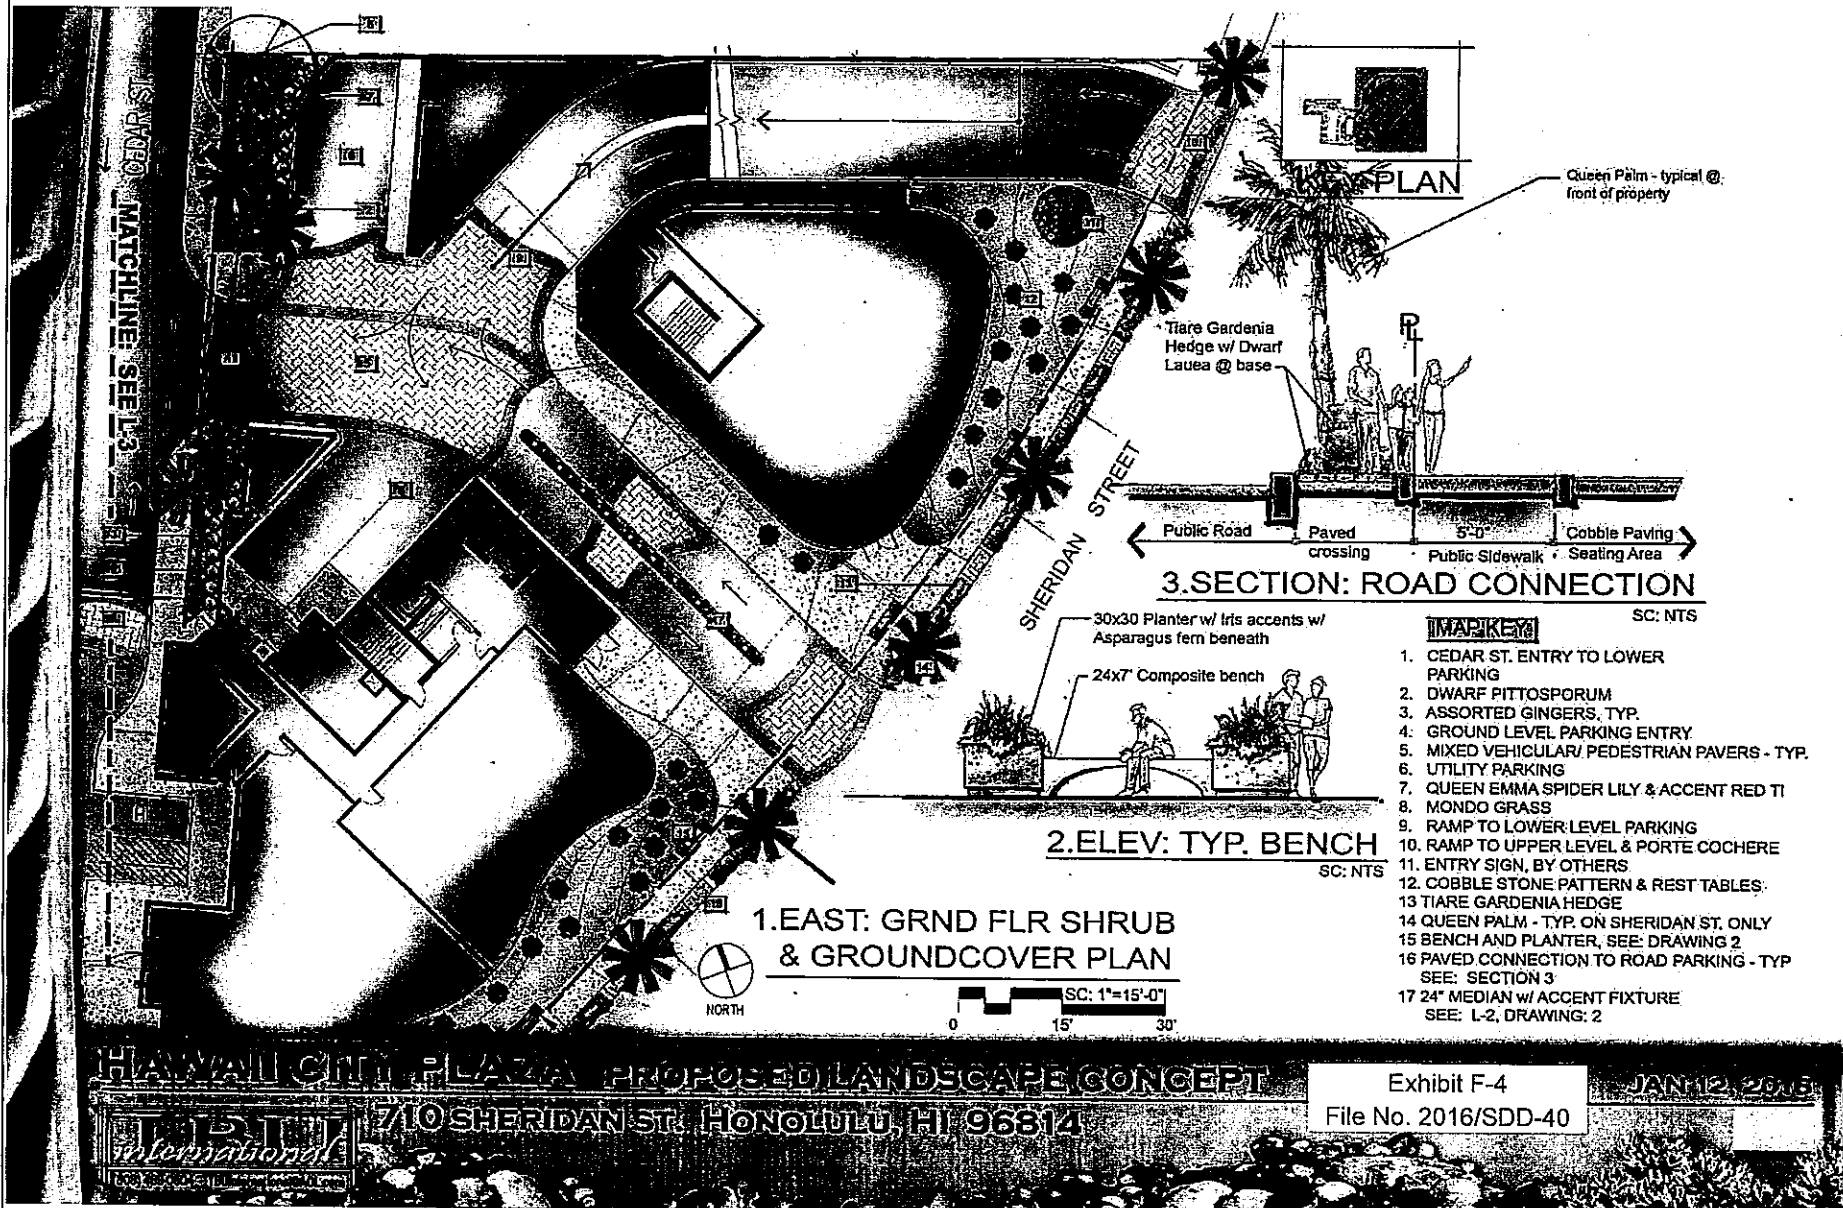 CEDAR ST.
MATCHLINE: SEE L-3
KEY PLAN
Queen Palm - typical @
front of property
Tiare Gardenia
Hedge w/ Dwarf
Lauea @ base
PL
SHERIDAN STREET
Public Road
Paved
crossing
5'-0"
Public Sidewalk
Cobble Paving
Seating Area
3.SECTION: ROAD CONNECTION
SC: NTS
30x30 Planter w/ Iris accents w/
Asparagus fern beneath
24x7' Composite bench
2.ELEV: TYP. BENCH
SC: NTS
MAP KEY:
1. CEDAR ST. ENTRY TO LOWER
PARKING
2. DWARF PITTOSPORUM
3. ASSORTED GINGERS, TYP.
4. GROUND LEVEL PARKING ENTRY
5. MIXED VEHICULAR/ PEDESTRIAN PAVERS - TYP.
6. UTILITY PARKING
7. QUEEN EMMA SPIDER LILY & ACCENT RED TI
8. MONDO GRASS
9. RAMP TO LOWER LEVEL PARKING
10. RAMP TO UPPER LEVEL & PORTE COCHERE
11. ENTRY SIGN, BY OTHERS
12. COBBLE STONE PATTERN & REST TABLES
13 TIARE GARDENIA HEDGE
14 QUEEN PALM - TYP. ON SHERIDAN ST. ONLY
15 BENCH AND PLANTER, SEE: DRAWING 2
16 PAVED CONNECTION TO ROAD PARKING - TYP
SEE: SECTION 3
17 24" MEDIAN w/ ACCENT FIXTURE
SEE: L-2, DRAWING: 2
1.EAST: GRND FLR SHRUB
& GROUNDCOVER PLAN
NORTH
SC: 1"=15'-0"
0 15' 30'
HAWAII CITY PLAZA PROPOSED LANDSCAPE CONCEPT
710 SHERIDAN ST. HONOLULU, HI 96814
Exhibit F-4
File No. 2016/SDD-40
JAN 12, 2016
international